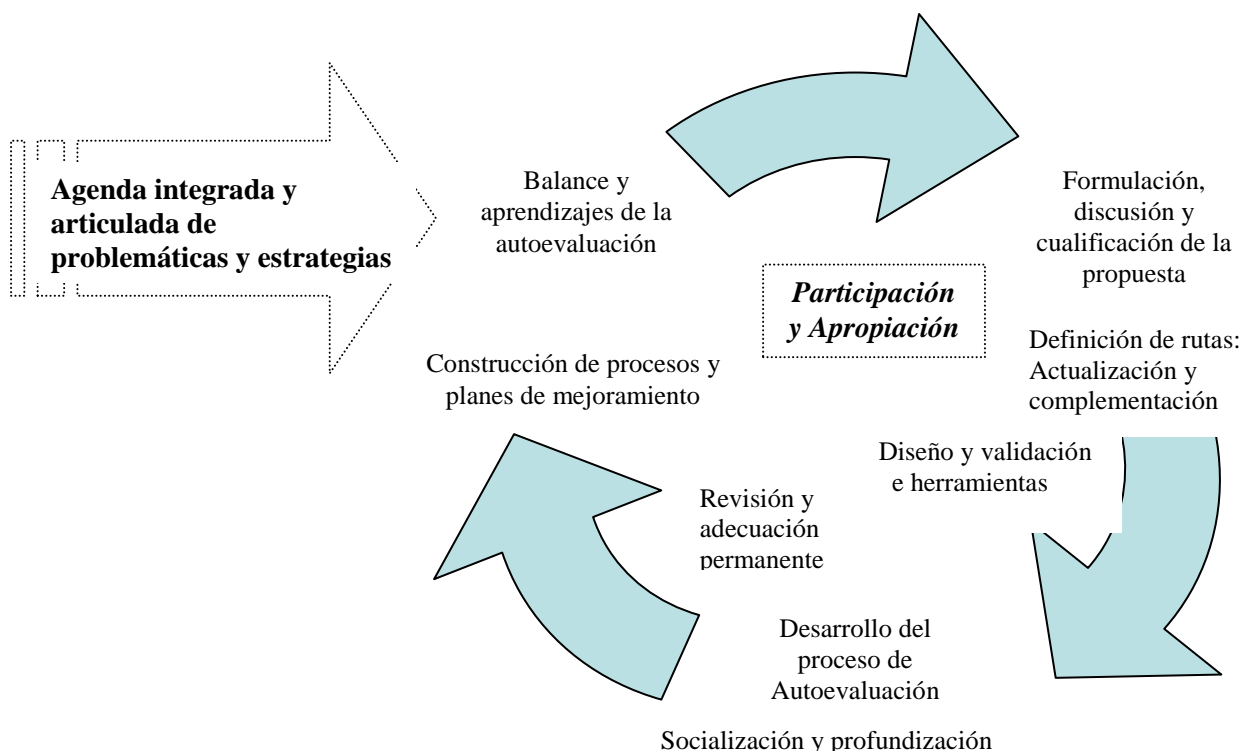 Agenda integrada y
articulada de
problemáticas y estrategias
Balance y
aprendizajes de la
autoevaluación
Formulación,
discusión y
cualificación de la
propuesta
Participación
y Apropiación
Definición de rutas:
Actualización y
complementación
Construcción de procesos y
planes de mejoramiento
Diseño y validación
e herramientas
Revisión y
adecuación
permanente
Desarrollo del
proceso de
Autoevaluación
Socialización y profundización